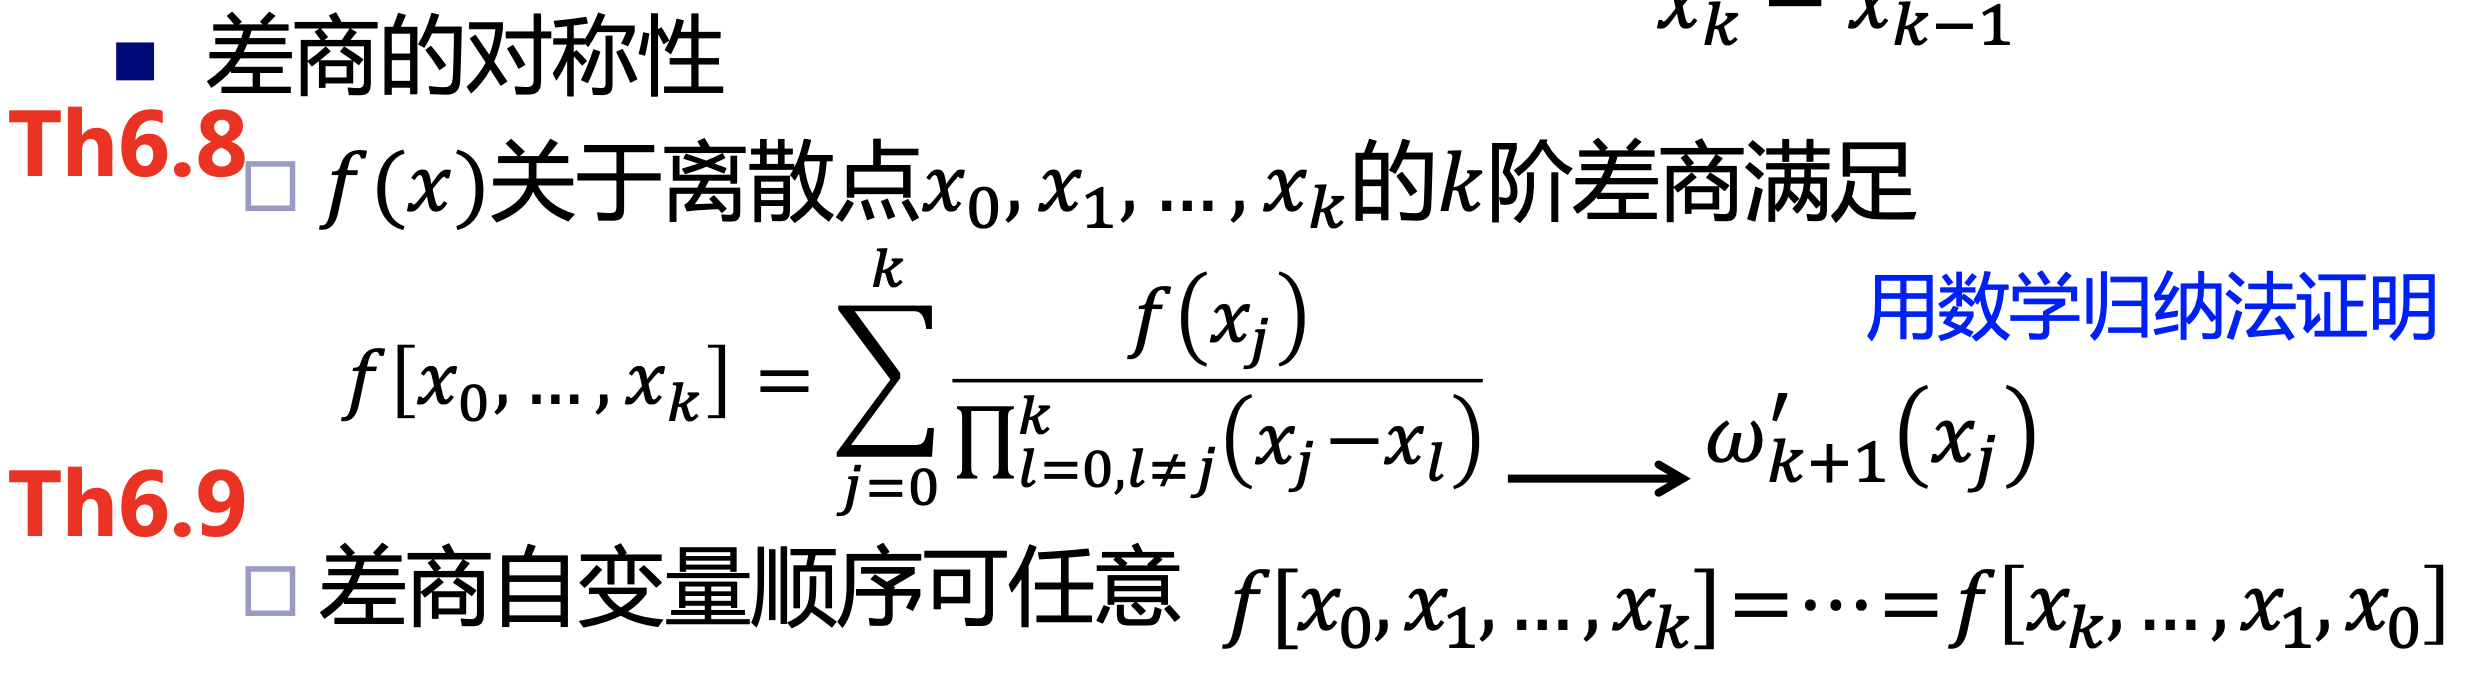 x_k − x_{k−1}
■ 差商的对称性
Th6.8
□ f(x)关于离散点x_0, x_1, … , x_k的k阶差商满足
f[x_0, … , x_k] = ∑_{j=0}^{k} f(x_j) / ∏_{l=0,l≠j}^{k}(x_j−x_l) ⟶ ω′_{k+1}(x_j)
用数学归纳法证明
Th6.9
□ 差商自变量顺序可任意 f[x_0, x_1, … , x_k]=⋯=f[x_k, … , x_1, x_0]